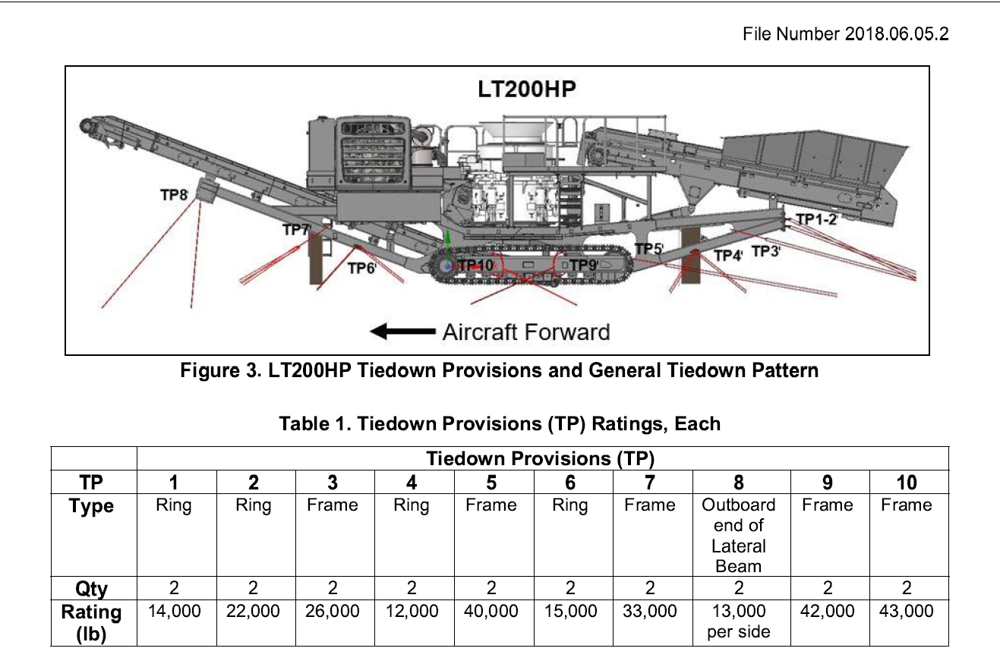 File Number 2018.06.05.2
LT200HP
TP8
TP7
TP1-2
TP3
TP4
TP5
TP6
TP10
TP9
Aircraft Forward
Figure 3. LT200HP Tiedown Provisions and General Tiedown Pattern
Table 1. Tiedown Provisions (TP) Ratings, Each
Tiedown Provisions (TP)
TP 1 2 3 4 5 6 7 8 9 10
Type Ring Ring Frame Ring Frame Ring Frame Outboard Frame Frame
end of
Lateral
Beam
Qty 2 2 2 2 2 2 2 2 2 2
Rating 14,000 22,000 26,000 12,000 40,000 15,000 33,000 13,000 42,000 43,000
(lb) per side